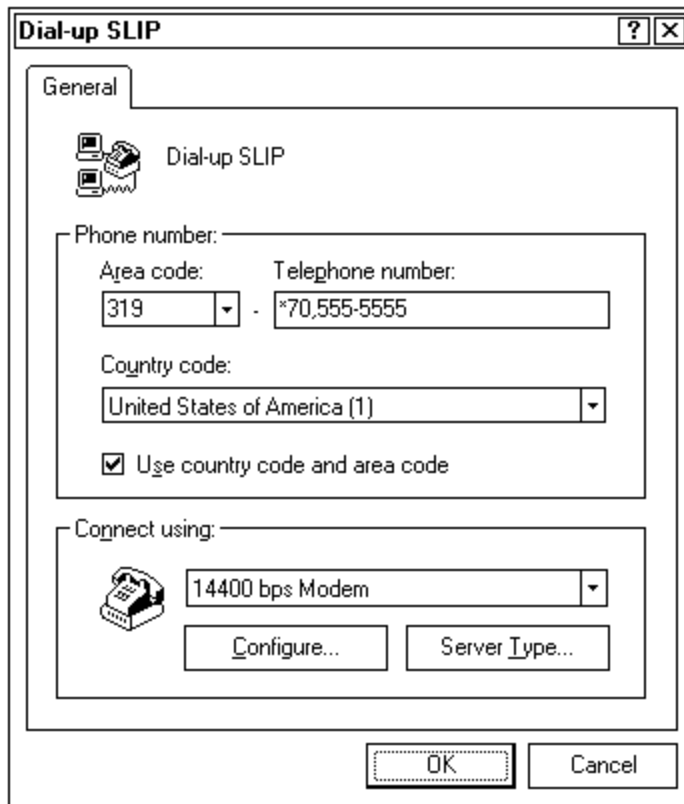 Dial-up SLIP
General
Dial-up SLIP
Phone number:
Area code: Telephone number:
319 - *70,555-5555
Country code:
United States of America (1)
Use country code and area code
Connect using:
14400 bps Modem
Configure... Server Type...
OK Cancel